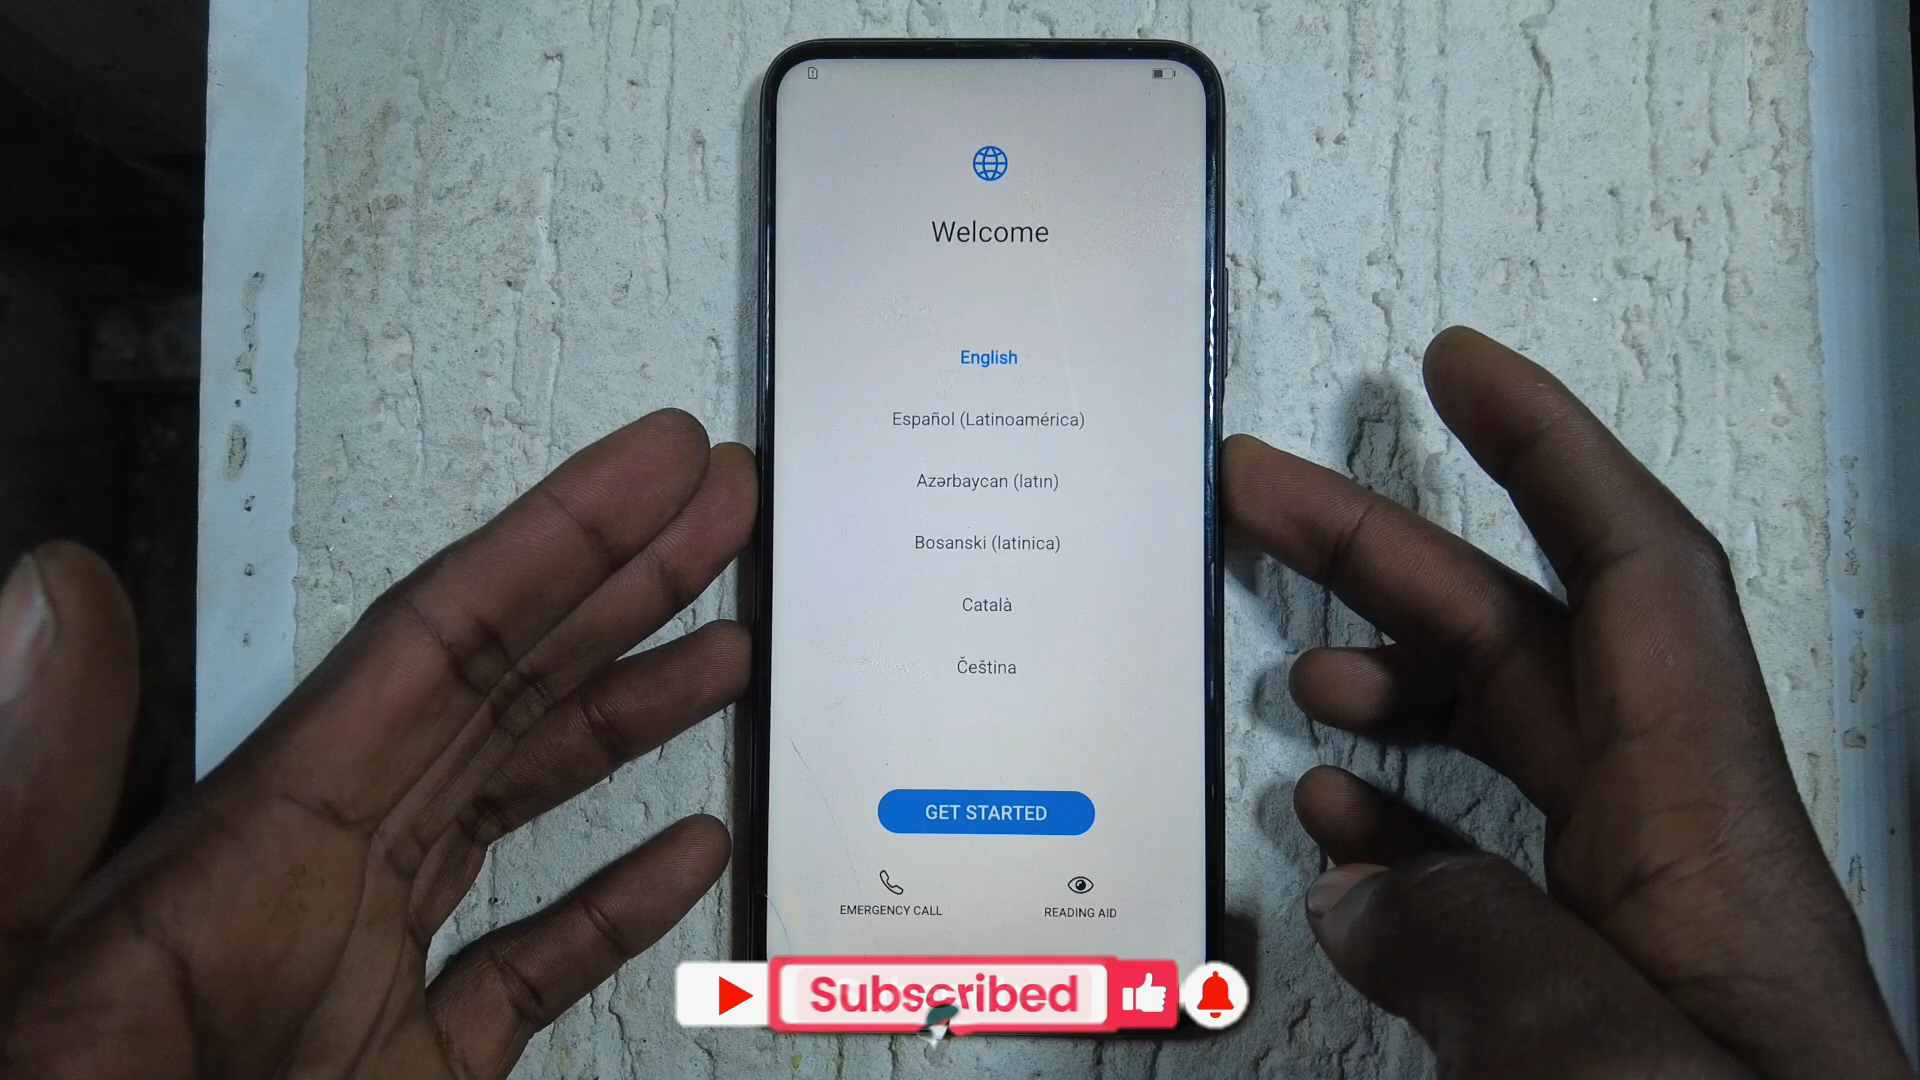 Welcome
English
Español (Latinoamérica)
Azərbaycan (latın)
Bosanski (latinica)
Català
Čeština
GET STARTED
EMERGENCY CALL
READING AID
Subscribed